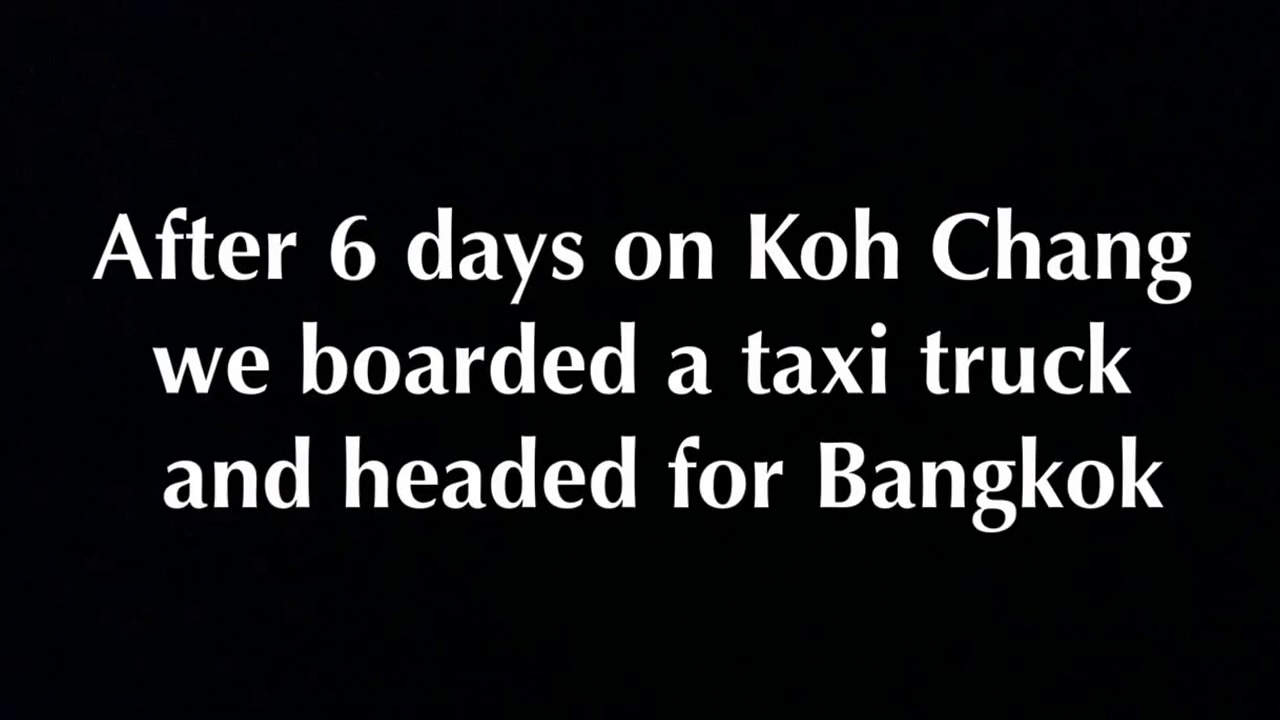 After 6 days on Koh Chang
we boarded a taxi truck
and headed for Bangkok